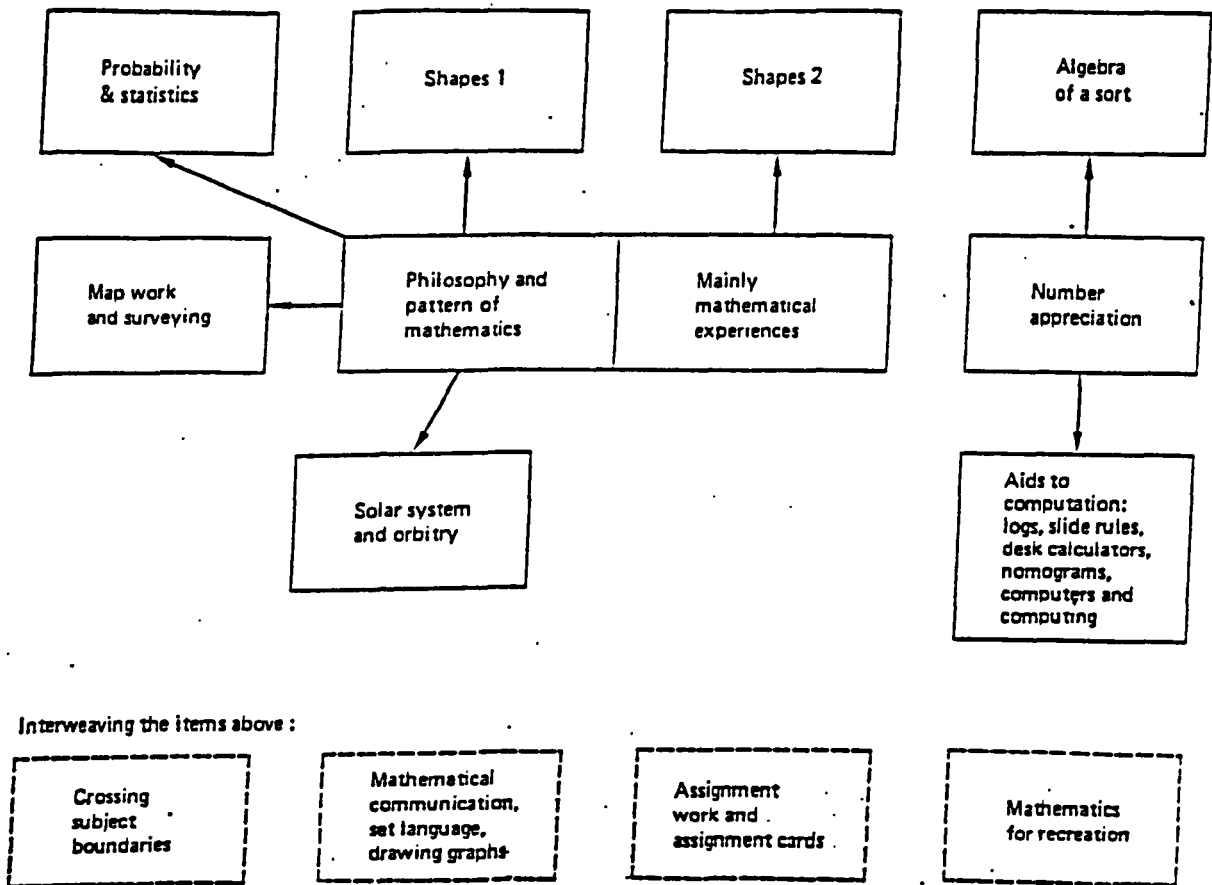 Probability
& statistics
Shapes 1
Shapes 2
Algebra
of a sort
Map work
and surveying
Philosophy and
pattern of
mathematics
Mainly
mathematical
experiences
Number
appreciation
Solar system
and orbitry
Aids to
computation:
logs, slide rules,
desk calculators,
nomograms,
computers and
computing
Interweaving the items above :
Crossing
subject
boundaries
Mathematical
communication,
set language,
drawing graphs
Assignment
work and
assignment cards
Mathematics
for recreation